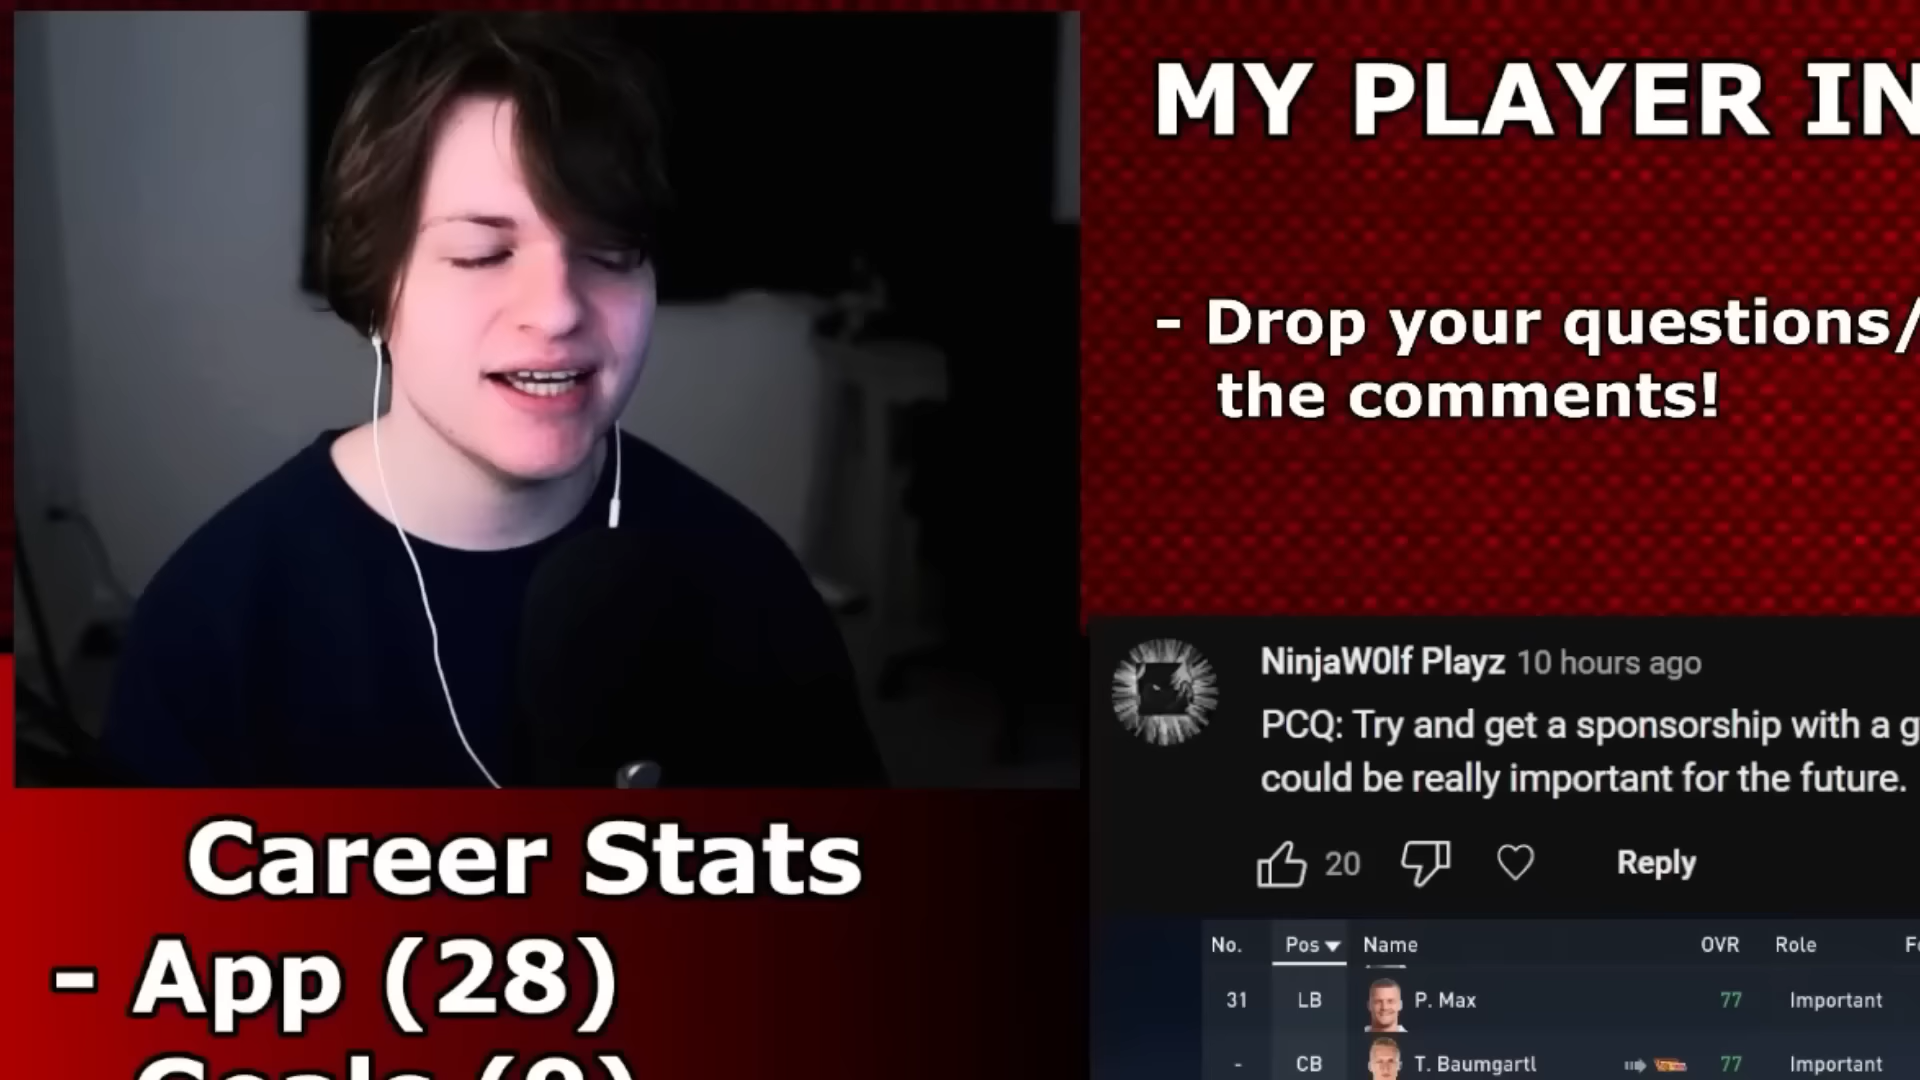 MY PLAYER IN
- Drop your questions/
the comments!
NinjaW0lf Playz 10 hours ago
PCQ: Try and get a sponsorship with a g
could be really important for the future.
20 Reply
Career Stats
- App (28)
No. Pos Name OVR Role
31 LB P. Max 77 Important
- CB T. Baumgartl 77 Important